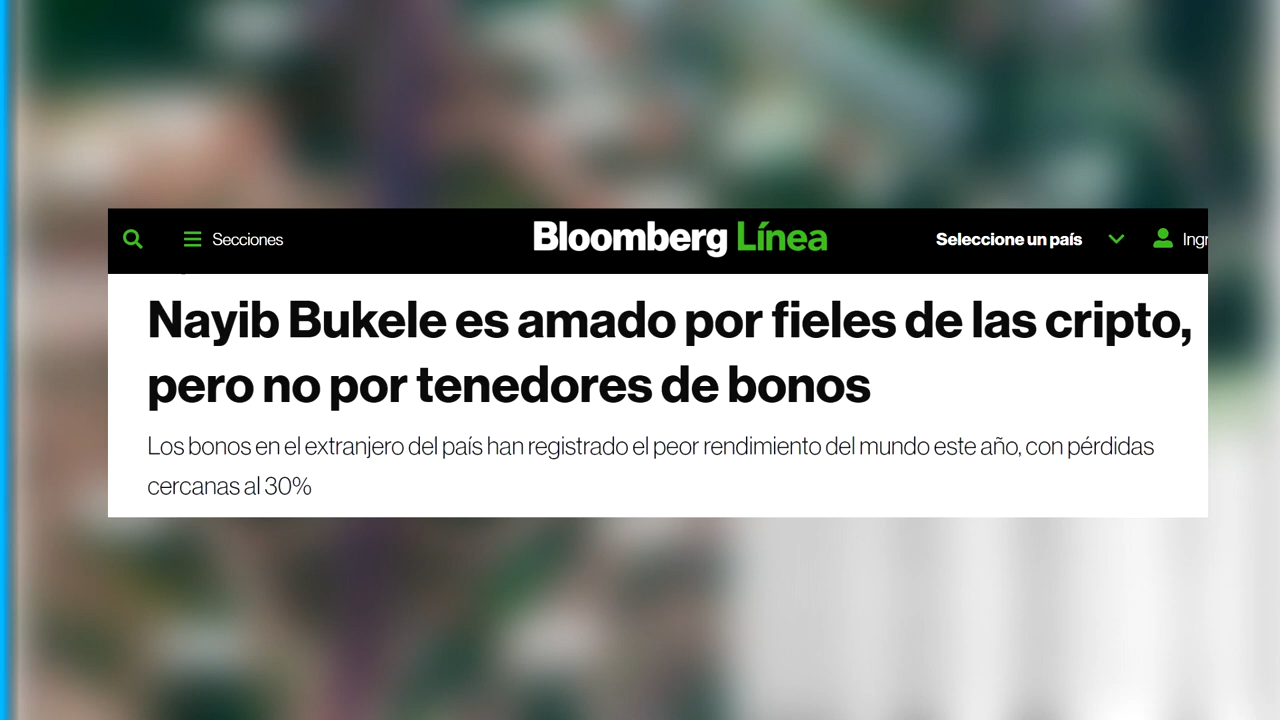 Secciones
Bloomberg Línea
Seleccione un país
Ingr
Nayib Bukele es amado por fieles de las cripto,
pero no por tenedores de bonos
Los bonos en el extranjero del país han registrado el peor rendimiento del mundo este año, con pérdidas
cercanas al 30%